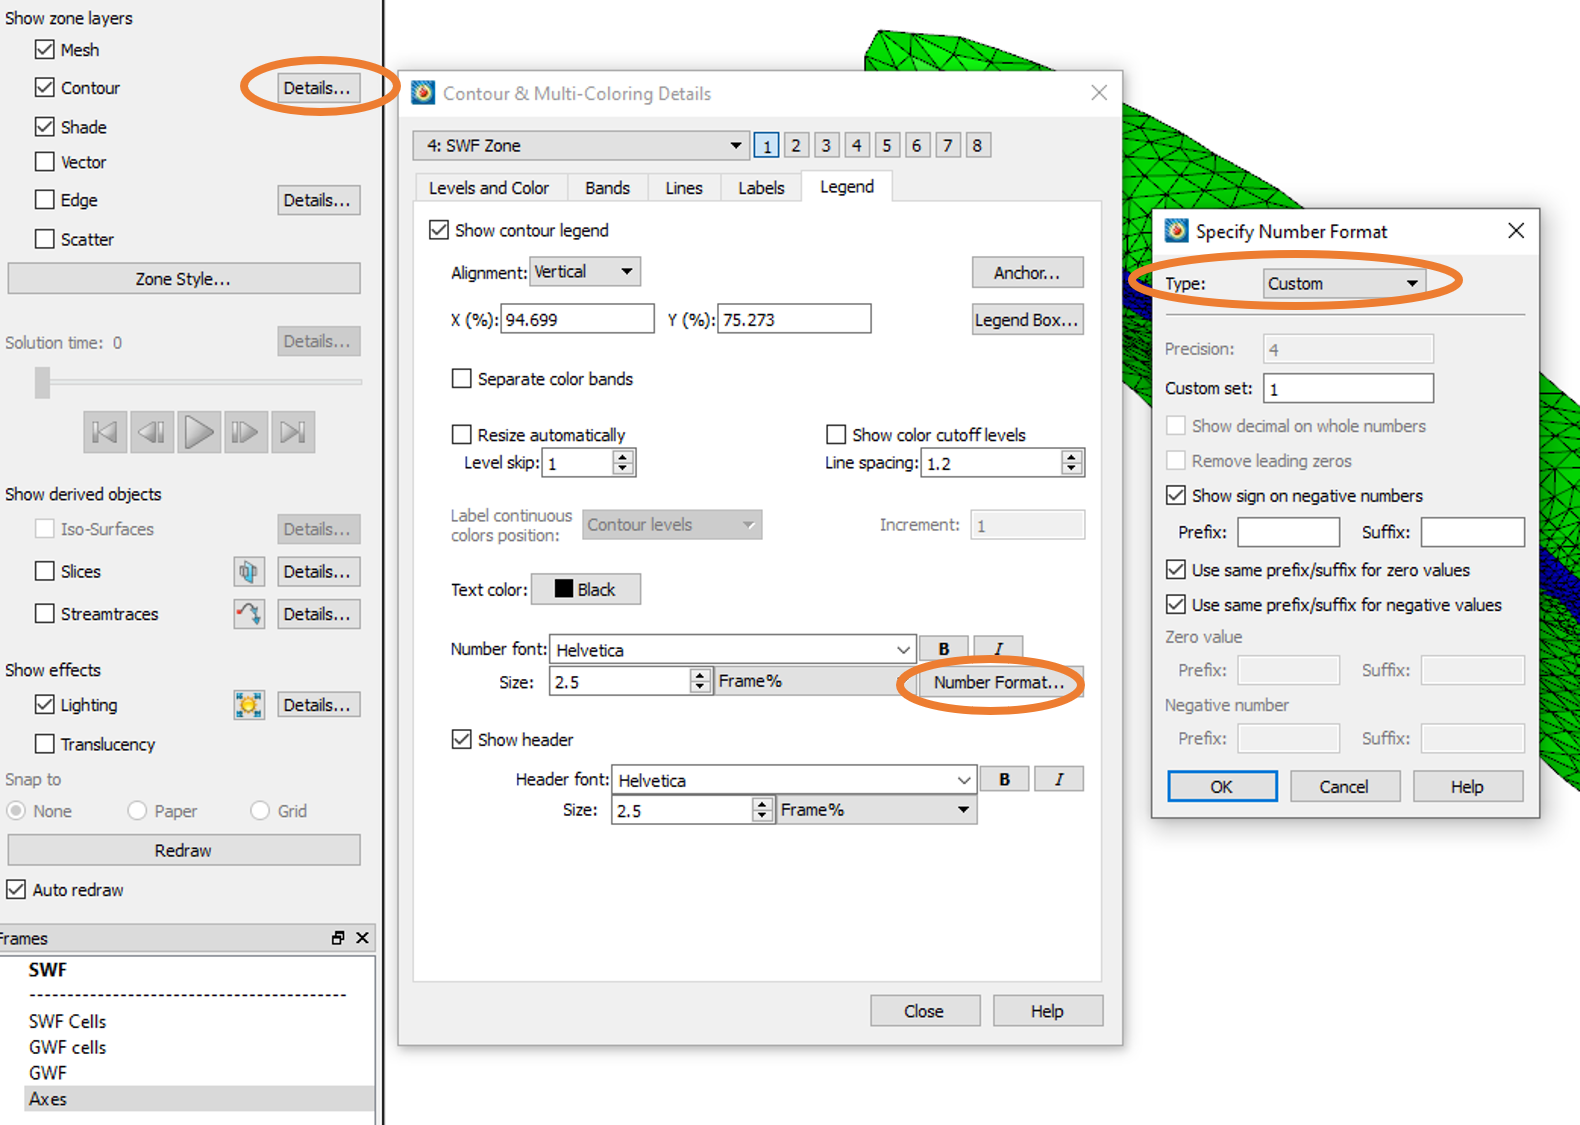 Show zone layers
Mesh
Contour
Details...
Shade
Vector
Edge
Details...
Scatter
Zone Style...
Solution time: 0
Details...
Show derived objects
Iso-Surfaces
Details...
Slices
Details...
Streamtraces
Details...
Show effects
Lighting
Details...
Translucency
Snap to
None Paper Grid
Redraw
Auto redraw
Frames
SWF
------------------------------------------
SWF Cells
GWF cells
GWF
Axes
Contour & Multi-Coloring Details
4: SWF Zone 1 2 3 4 5 6 7 8
Levels and Color Bands Lines Labels Legend
Show contour legend
Alignment: Vertical Anchor...
X (%): 94.699 Y (%): 75.273 Legend Box...
Separate color bands
Resize automatically Show color cutoff levels
Level skip: 1 Line spacing: 1.2
Label continuous
colors position: Contour levels Increment: 1
Text color: Black
Number font: Helvetica B I
Size: 2.5 Frame% Number Format...
Show header
Header font: Helvetica B I
Size: 2.5 Frame%
Close Help
Specify Number Format
Type: Custom
Precision: 4
Custom set: 1
Show decimal on whole numbers
Remove leading zeros
Show sign on negative numbers
Prefix: Suffix:
Use same prefix/suffix for zero values
Use same prefix/suffix for negative values
Zero value
Prefix: Suffix:
Negative number
Prefix: Suffix:
OK Cancel Help